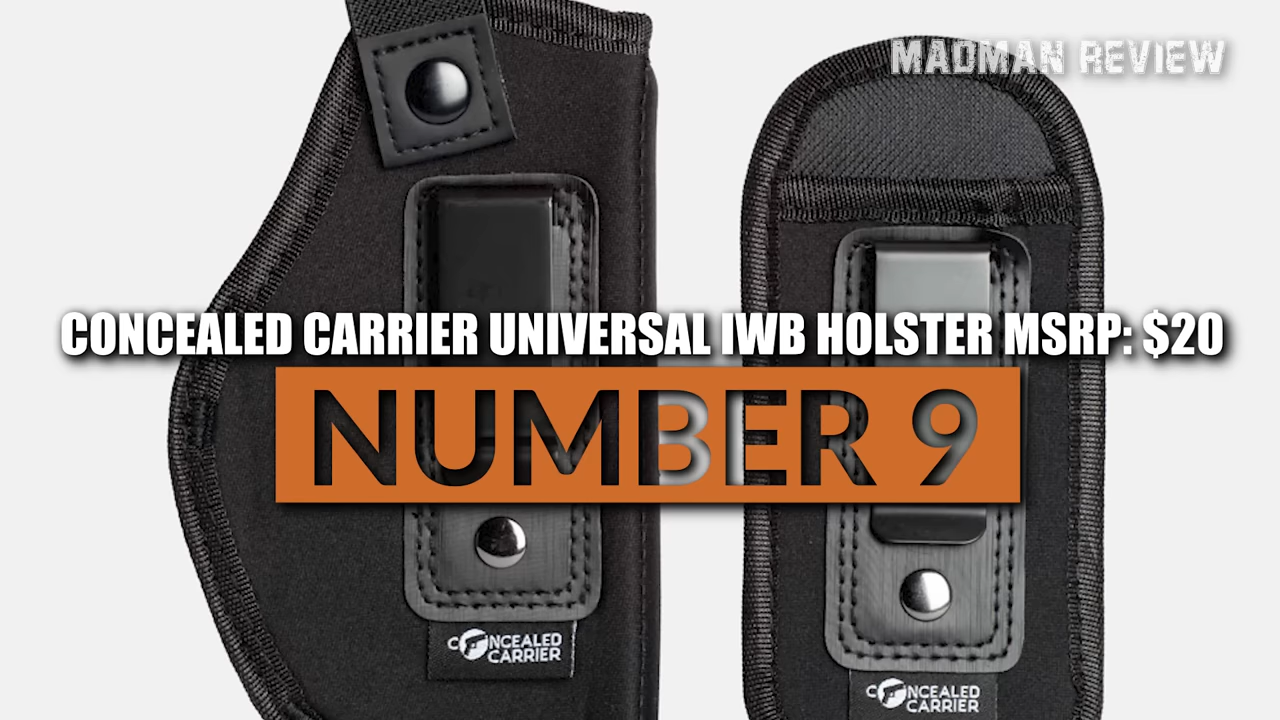 MADMAN REVIEW
CONCEALED CARRIER UNIVERSAL IWB HOLSTER MSRP: $20
NUMBER 9
CONCEALED
CARRIER
CONCEALED
CARRIER